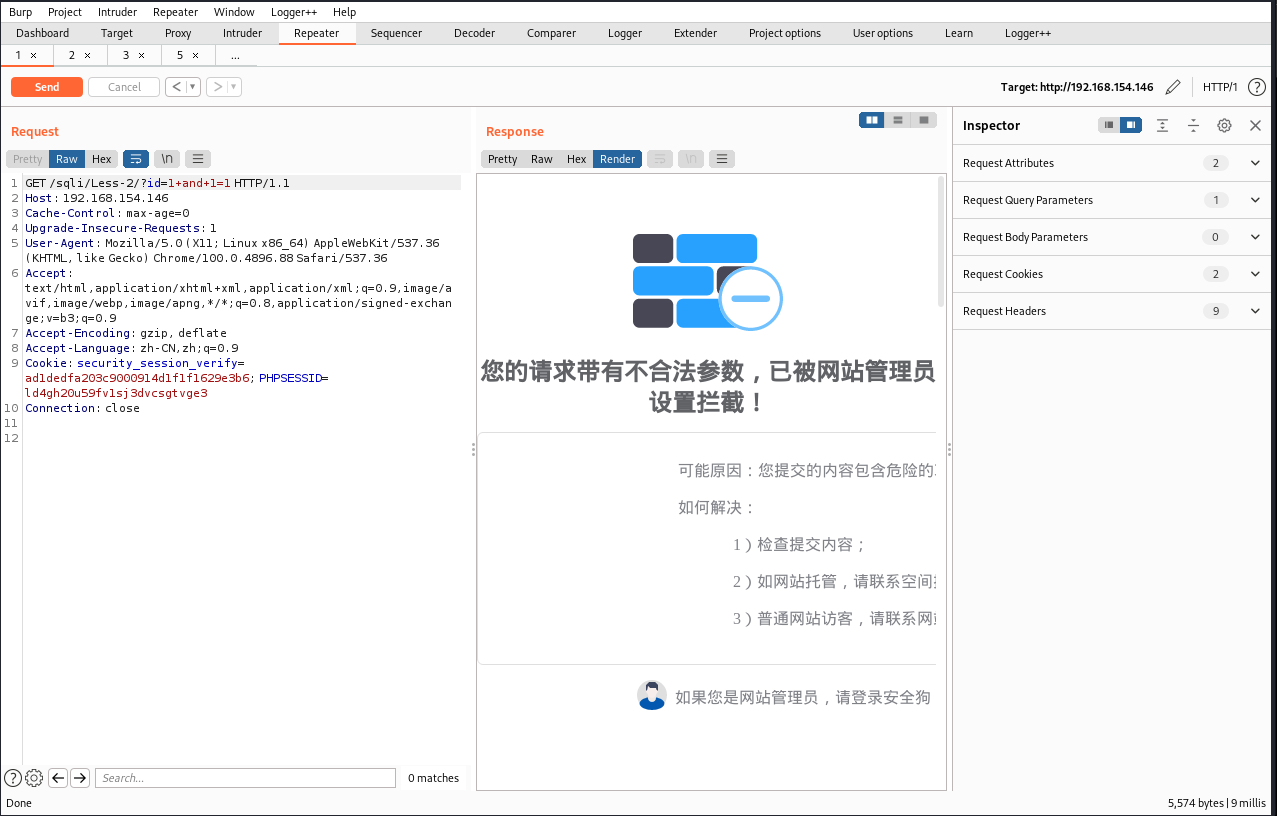 Burp Project Intruder Repeater Window Logger++ Help
Dashboard Target Proxy Intruder Repeater Sequencer Decoder Comparer Logger Extender Project options User options Learn Logger++
1 × 2 × 3 × 5 × ...
Send Cancel < > Target: http://192.168.154.146 HTTP/1 ?
Request
Pretty Raw Hex \n
1 GET /sqli/Less-2/?id=1+and+1=1 HTTP/1.1
2 Host: 192.168.154.146
3 Cache-Control: max-age=0
4 Upgrade-Insecure-Requests: 1
5 User-Agent: Mozilla/5.0 (X11; Linux x86_64) AppleWebKit/537.36
(KHTML, like Gecko) Chrome/100.0.4896.88 Safari/537.36
6 Accept:
text/html,application/xhtml+xml,application/xml;q=0.9,image/a
vif,image/webp,image/apng,*/*;q=0.8,application/signed-exchan
ge;v=b3;q=0.9
7 Accept-Encoding: gzip, deflate
8 Accept-Language: zh-CN,zh;q=0.9
9 Cookie: security_session_verify=
ad1dedfa203c9000914d1f1f1629e3b6; PHPSESSID=
ld4gh20u59fv1sj3dvcsgtvge3
10 Connection: close
11
12
? Search... 0 matches
Response
Pretty Raw Hex Render \n
您的请求带有不合法参数，已被网站管理员
设置拦截！
可能原因：您提交的内容包含危险的
如何解决：
1）检查提交内容；
2）如网站托管，请联系空间
3）普通网站访客，请联系网
如果您是网站管理员，请登录安全狗
Inspector
Request Attributes 2
Request Query Parameters 1
Request Body Parameters 0
Request Cookies 2
Request Headers 9
Done 5,574 bytes | 9 millis